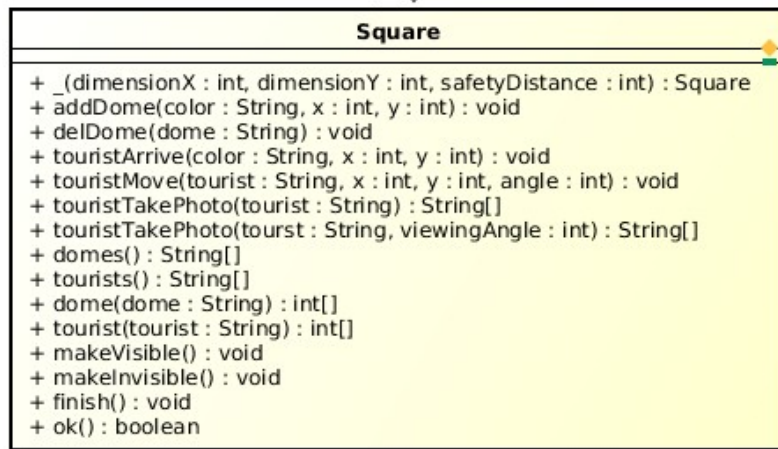 Square
+ _(dimensionX : int, dimensionY : int, safetyDistance : int) : Square
+ addDome(color : String, x : int, y : int) : void
+ delDome(dome : String) : void
+ touristArrive(color : String, x : int, y : int) : void
+ touristMove(tourist : String, x : int, y : int, angle : int) : void
+ touristTakePhoto(tourist : String) : String[]
+ touristTakePhoto(tourst : String, viewingAngle : int) : String[]
+ domes() : String[]
+ tourists() : String[]
+ dome(dome : String) : int[]
+ tourist(tourist : String) : int[]
+ makeVisible() : void
+ makeInvisible() : void
+ finish() : void
+ ok() : boolean